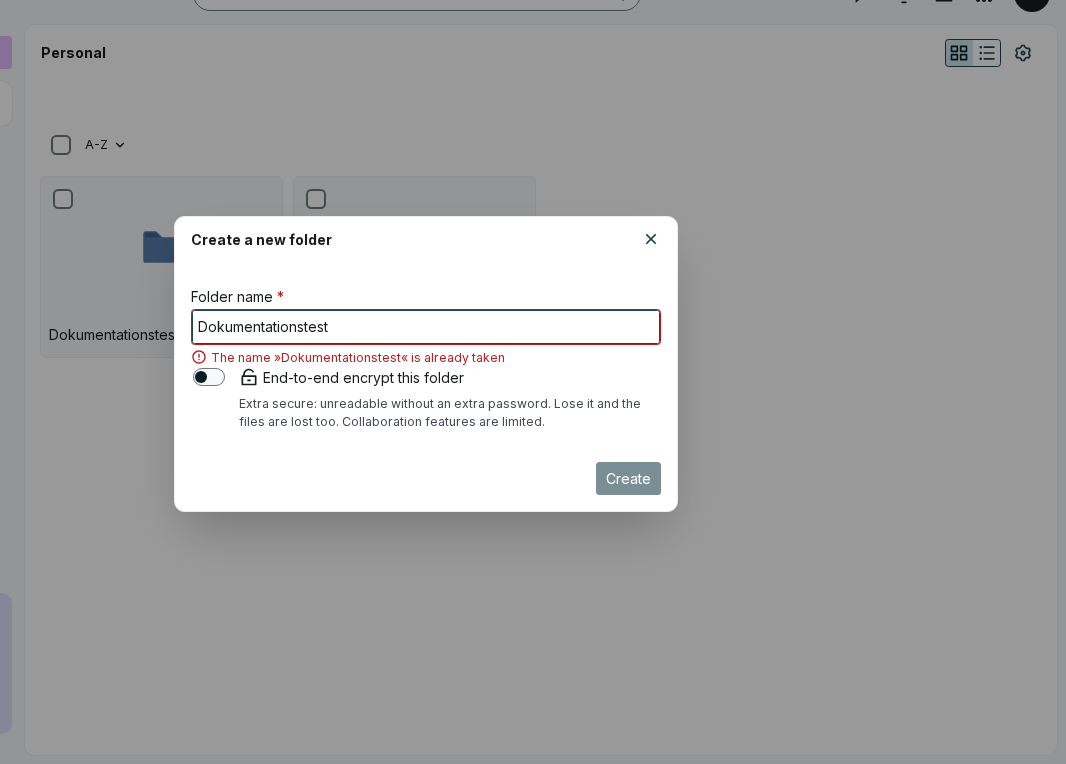 Personal
A-Z
Create a new folder
Folder name *
Dokumentationstest
The name »Dokumentationstest« is already taken
End-to-end encrypt this folder
Extra secure: unreadable without an extra password. Lose it and the
files are lost too. Collaboration features are limited.
Create